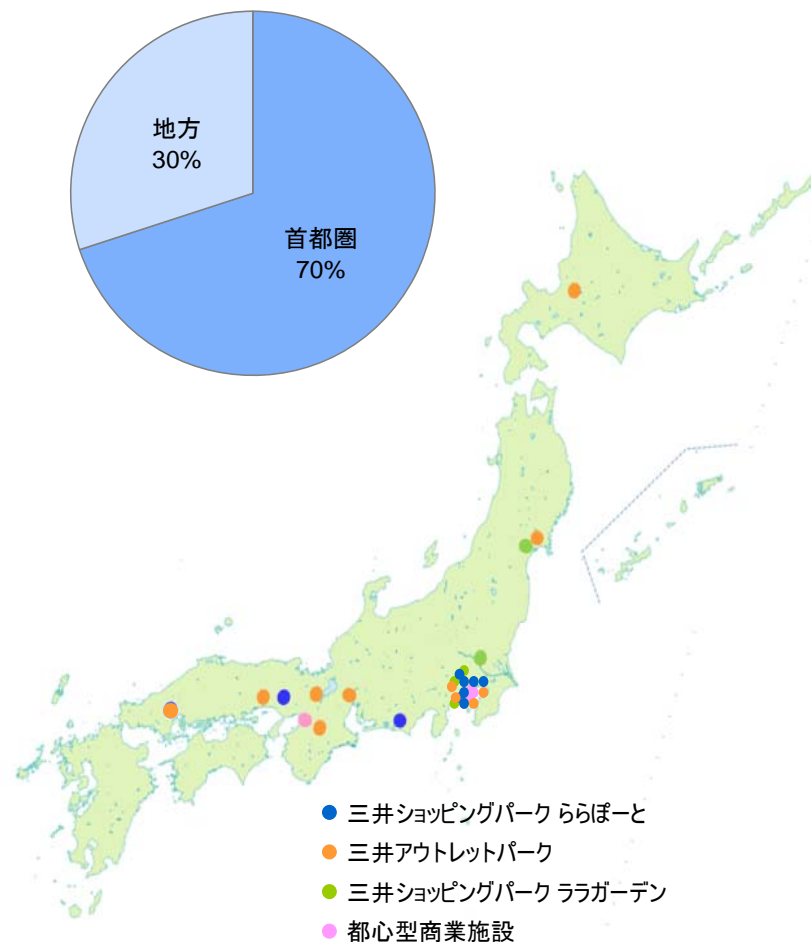 地方
30%
首都圏
70%
三井ショッピングパーク ららぽーと
三井アウトレットパーク
三井ショッピングパーク ララガーデン
都心型商業施設